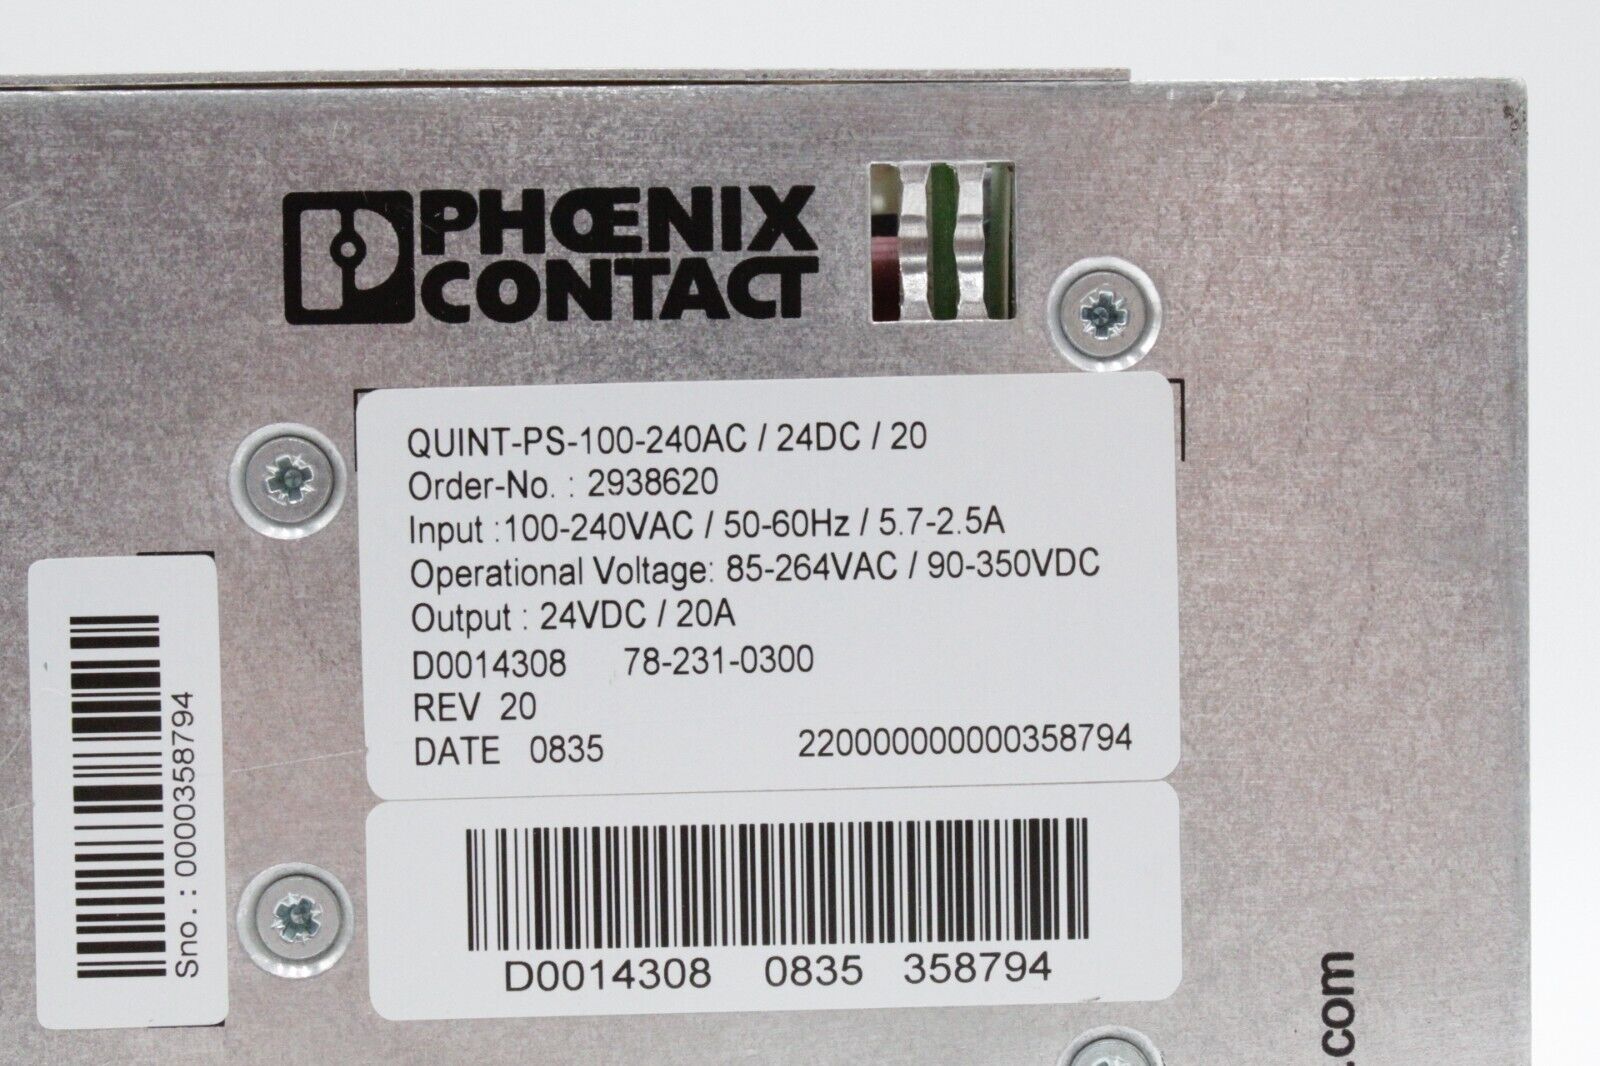 PHŒNIX
CONTACT
QUINT-PS-100-240AC / 24DC / 20
Order-No. : 2938620
Input :100-240VAC / 50-60Hz / 5.7-2.5A
Operational Voltage: 85-264VAC / 90-350VDC
Output : 24VDC / 20A
D0014308 78-231-0300
REV 20
DATE 0835 220000000000358794
D0014308 0835 358794
Sno. : 0000358794
.com